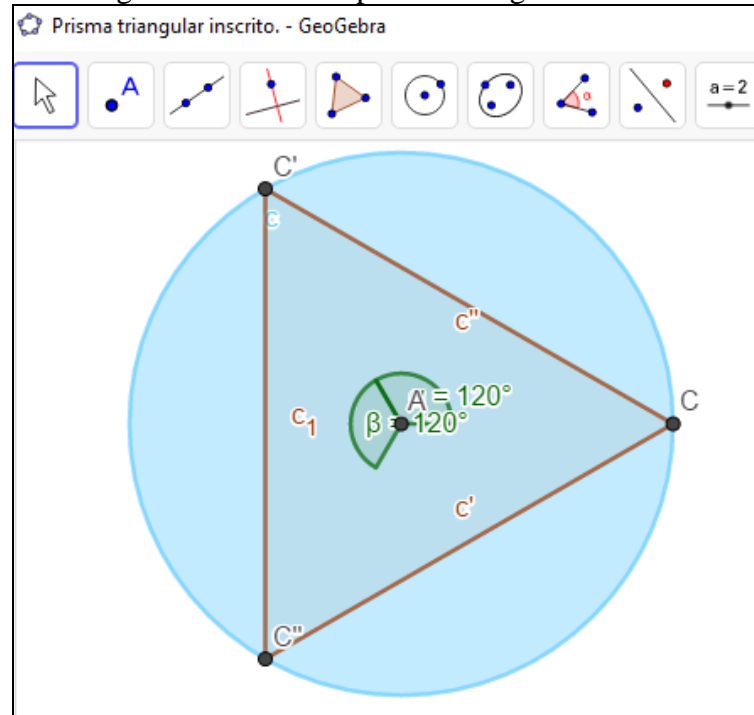 Prisma triangular inscrito. - GeoGebra
A
α
a=2
C'
c
c"
A
= 120°
C
β
120°
c₁
c'
C"